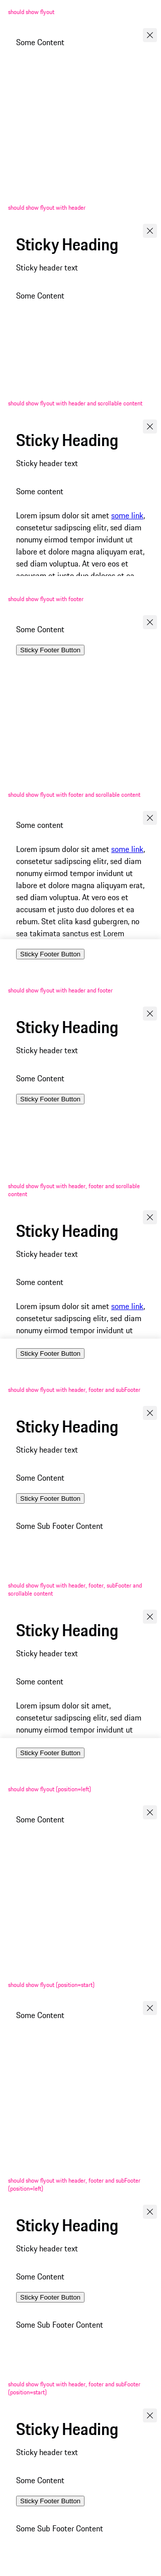 should show flyout
Some Content
should show flyout with header
Sticky Heading
Sticky header text
Some Content
should show flyout with header and scrollable content
Sticky Heading
Sticky header text
Some content
Lorem ipsum dolor sit amet some link,
consetetur sadipscing elitr, sed diam
nonumy eirmod tempor invidunt ut
labore et dolore magna aliquyam erat,
sed diam voluptua. At vero eos et
accusam et justo duo dolores et ea
should show flyout with footer
Some Content
Sticky Footer Button
should show flyout with footer and scrollable content
Some content
Lorem ipsum dolor sit amet some link,
consetetur sadipscing elitr, sed diam
nonumy eirmod tempor invidunt ut
labore et dolore magna aliquyam erat,
sed diam voluptua. At vero eos et
accusam et justo duo dolores et ea
rebum. Stet clita kasd gubergren, no
sea takimata sanctus est Lorem
Sticky Footer Button
should show flyout with header and footer
Sticky Heading
Sticky header text
Some Content
Sticky Footer Button
should show flyout with header, footer and scrollable
content
Sticky Heading
Sticky header text
Some content
Lorem ipsum dolor sit amet some link,
consetetur sadipscing elitr, sed diam
nonumy eirmod tempor invidunt ut
Sticky Footer Button
should show flyout with header, footer and subFooter
Sticky Heading
Sticky header text
Some Content
Sticky Footer Button
Some Sub Footer Content
should show flyout with header, footer, subFooter and
scrollable content
Sticky Heading
Sticky header text
Some content
Lorem ipsum dolor sit amet,
consetetur sadipscing elitr, sed diam
nonumy eirmod tempor invidunt ut
Sticky Footer Button
should show flyout (position=left)
Some Content
should show flyout (position=start)
Some Content
should show flyout with header, footer and subFooter
(position=left)
Sticky Heading
Sticky header text
Some Content
Sticky Footer Button
Some Sub Footer Content
should show flyout with header, footer and subFooter
(position=start)
Sticky Heading
Sticky header text
Some Content
Sticky Footer Button
Some Sub Footer Content